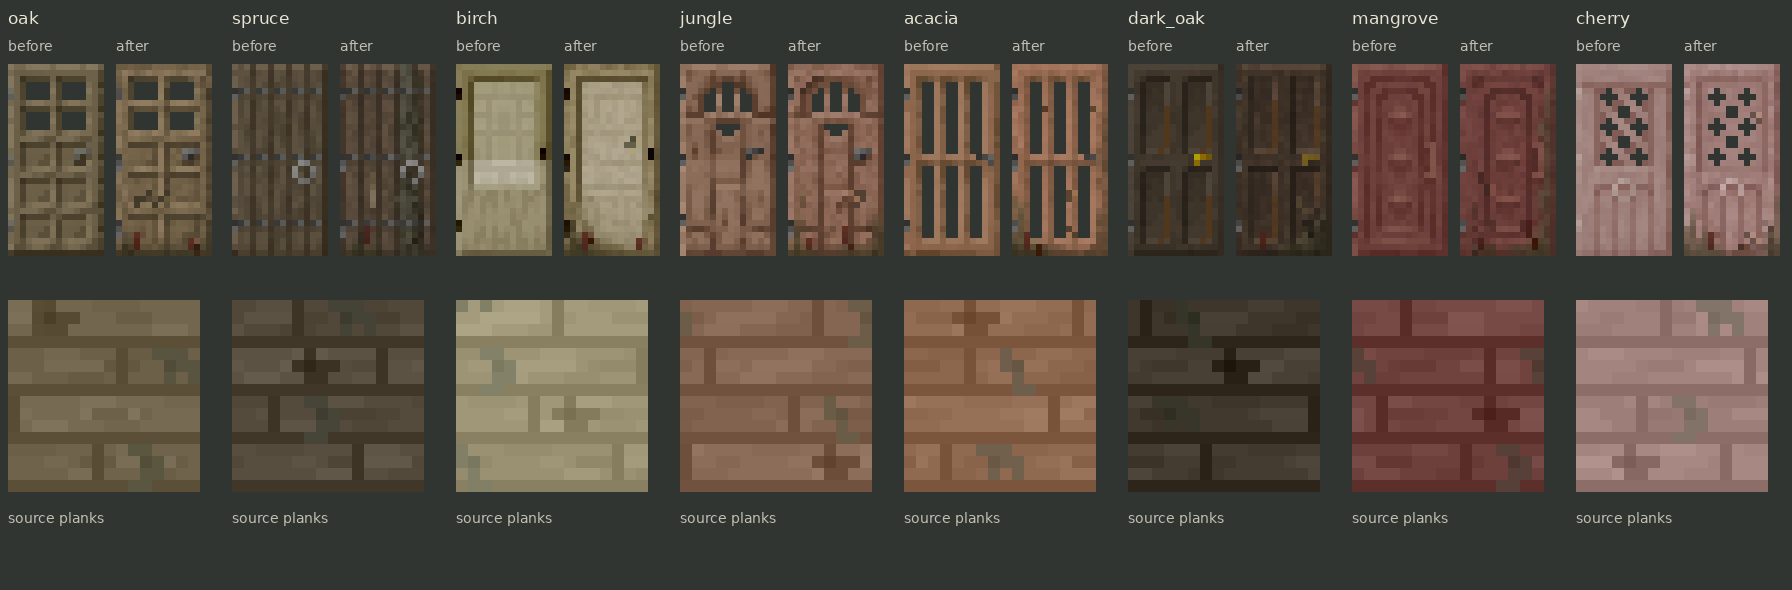 oak spruce birch jungle acacia dark_oak mangrove cherry
before after before after before after before after before after before after before after before after
source planks source planks source planks source planks source planks source planks source planks source planks